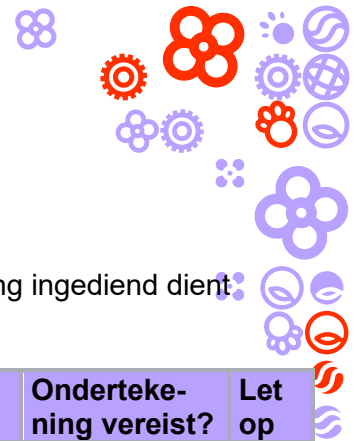 ng ingediend dient
Onderteke- Let
ning vereist? op